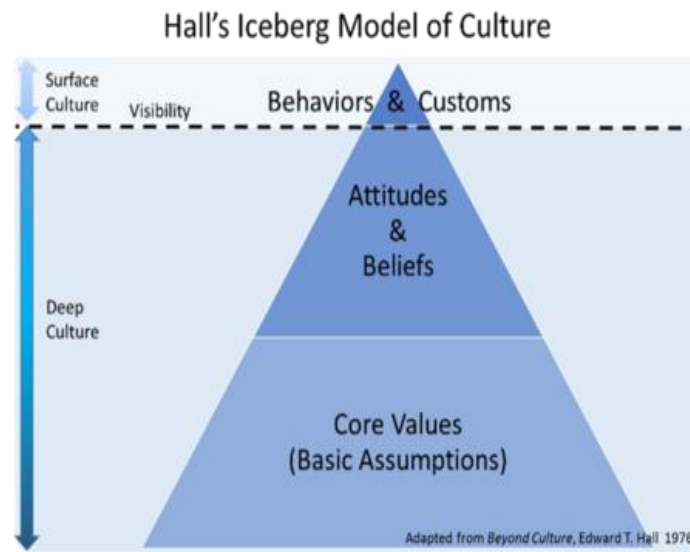 Hall's Iceberg Model of Culture
Surface
Culture
Visibility
Behaviors & Customs
Attitudes
&
Beliefs
Deep
Culture
Core Values
(Basic Assumptions)
Adapted from Beyond Culture, Edward T. Hall 1976